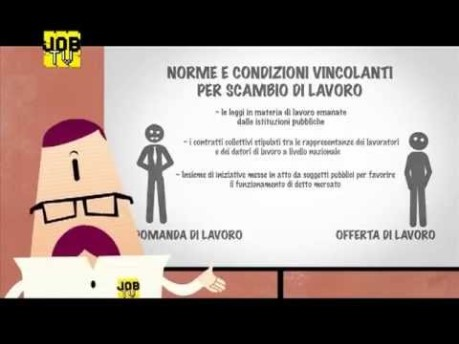 JOB
TV
NORME E CONDIZIONI VINCOLANTI
PER SCAMBIO DI LAVORO
- le leggi in materia di lavoro emanate
dalle istituzioni pubbliche
- i contratti collettivi stipulati tra le rappresentanze dei lavoratori
e dei datori di lavoro a livello nazionale
- Insieme di iniziative messe in atto da soggetti pubblici per favorire
il funzionamento di detto mercato
DOMANDA DI LAVORO
OFFERTA DI LAVORO
JOB
TV